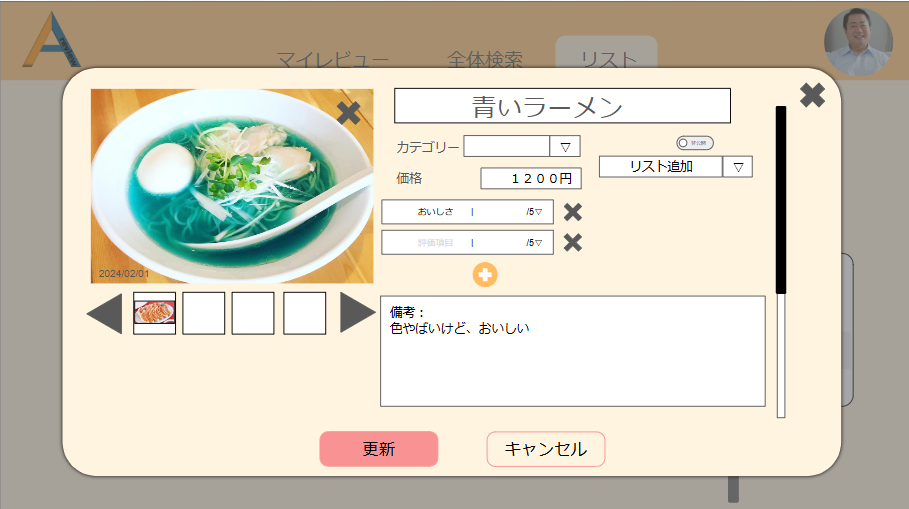 マイレビュー
全体検索
リスト
青いラーメン
カテゴリー
▽
非公開
価格
１２００円
リスト追加
▽
おいしさ | /5▽
評価項目 | /5▽
2024/02/01
備考：
色やばいけど、おいしい
更新
キャンセル